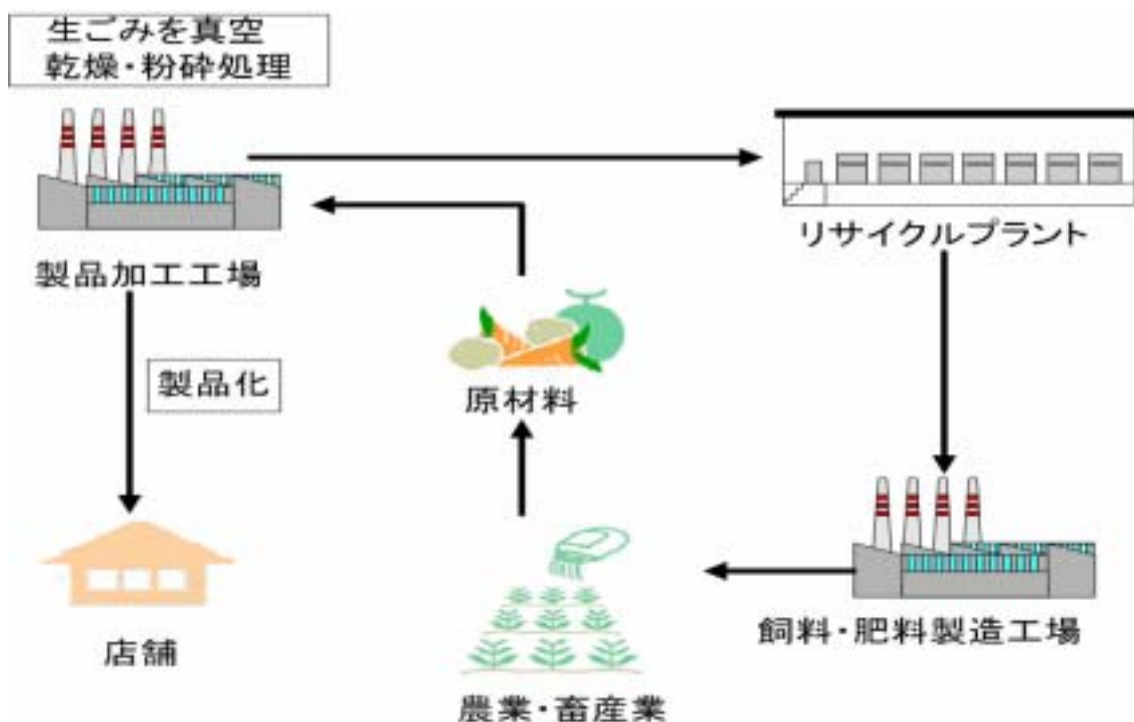 生ごみを真空
乾燥・粉砕処理
リサイクルプラント
製品加工工場
製品化
原材料
飼料・肥料製造工場
店舗
農業・畜産業